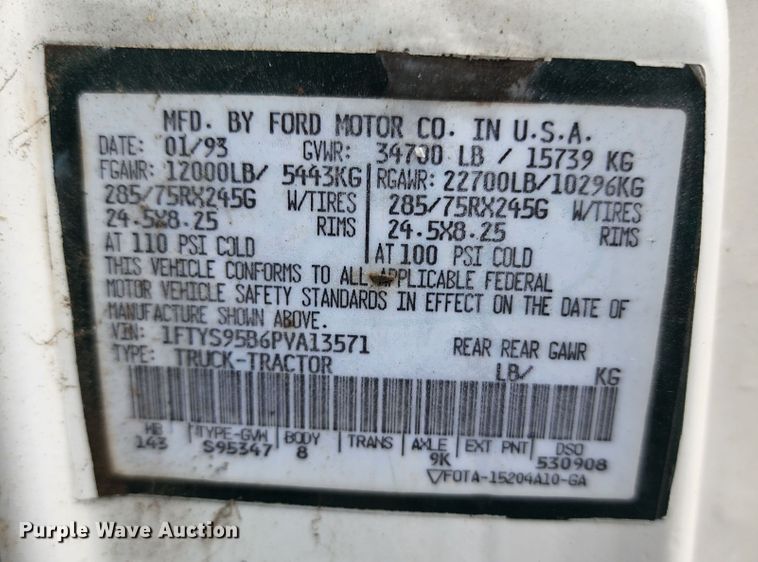 MFD. BY FORD MOTOR CO. IN U.S.A.
DATE: 01/93 GVWR: 34700 LB / 15739 KG
FGAWR: 12000LB/ 5443KG RGAWR: 22700LB/10296KG
285/75RX245G W/TIRES 285/75RX245G W/TIRES
24.5X8.25 RIMS 24.5X8.25 RIMS
AT 110 PSI COLD AT 100 PSI COLD
THIS VEHICLE CONFORMS TO ALL APPLICABLE FEDERAL
MOTOR VEHICLE SAFETY STANDARDS IN EFFECT ON THE DATE OF
MANUFACTURE SHOWN ABOVE.
VIN: 1FTYS95B6PVA13571 REAR REAR GAWR
TYPE: TRUCK-TRACTOR LB/ KG
WB TYPE-GVW BODY TRANS AXLE EXT PNT DSO
143 S95347 8 9K 530908
▽FOTA-15204A10-GA
Purple Wave Auction